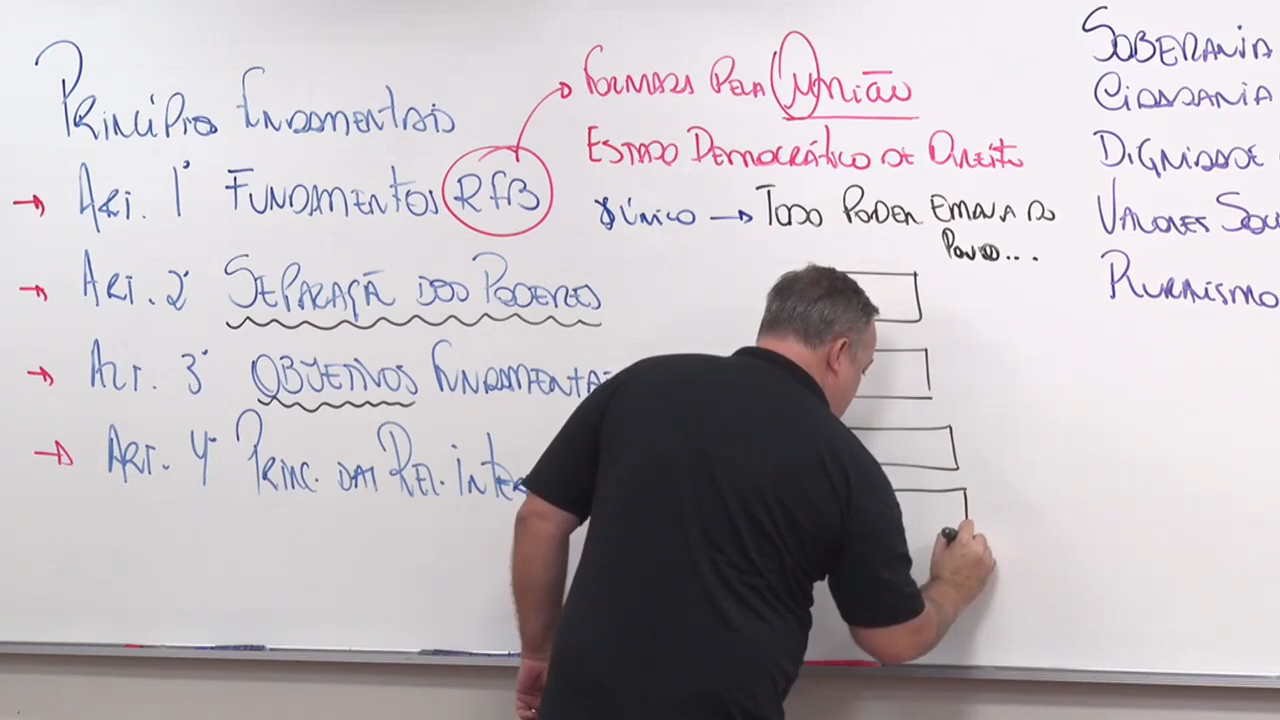 PRINCÍPIOS FUNDAMENTAIS
→ ART. 1º FUNDAMENTOS RFB
→ ART. 2º SEPARAÇÃ DOS PODERES
→ ART. 3º OBJETIVOS FUNDAMENTA
→ ART. 4º PRINC. DAS REL. INTER
FORMADA PELA UNIÃO
ESTADO DEMOCRÁTICO DE DIREITO
§ ÚNICO → TODO PODER EMANA DO
POVO...
SOBERANIA
CIDADANIA
DIGNIDADE
VALORES SOC
PLURALISMO